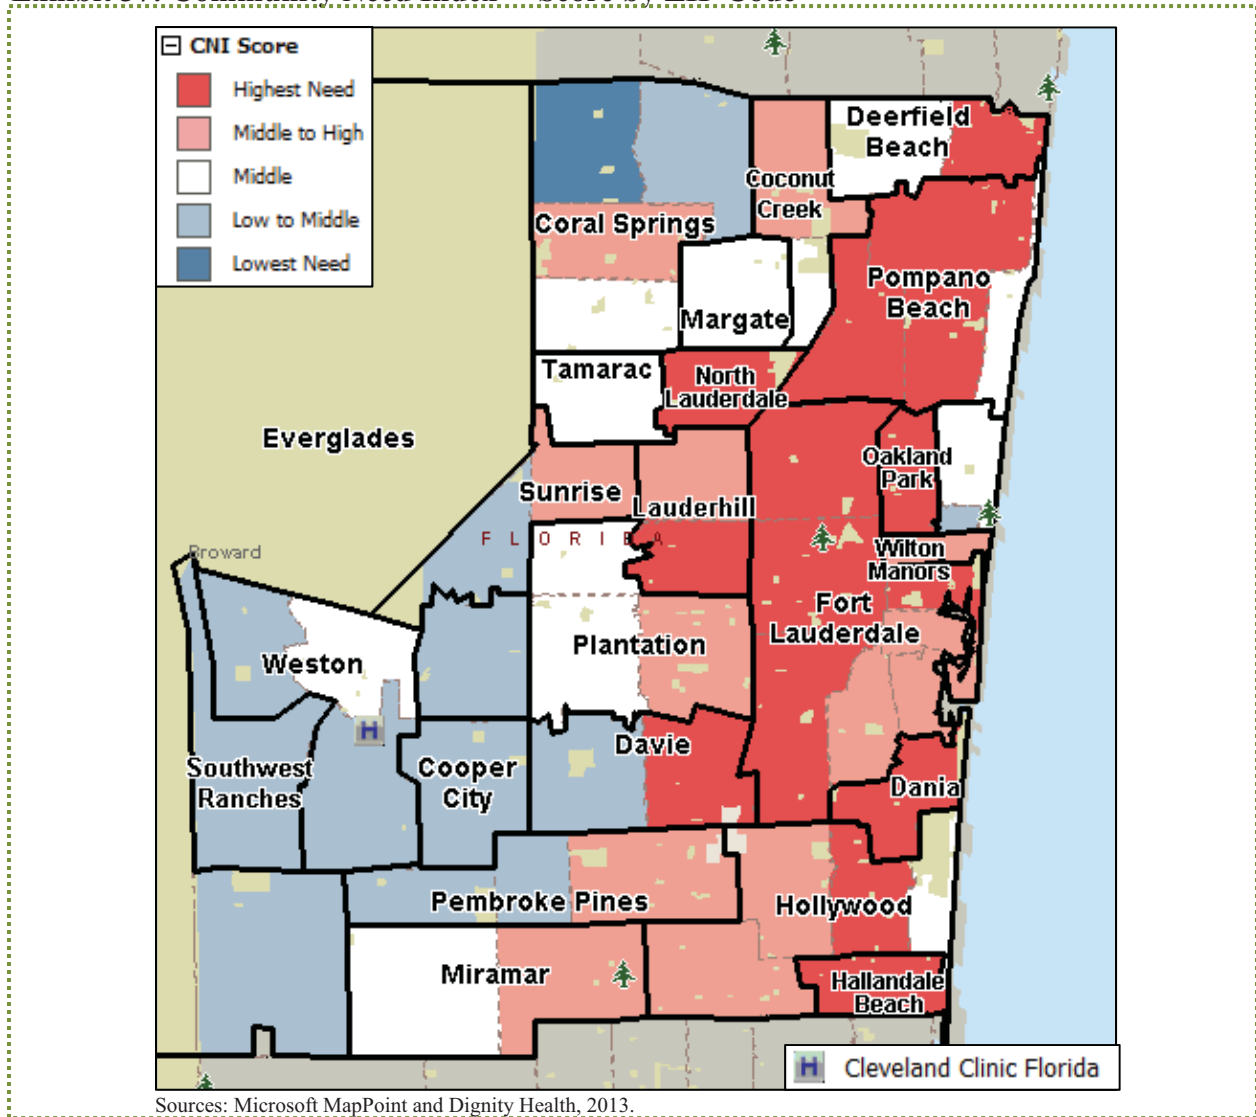 CNI Score
Highest Need
Middle to High
Middle
Low to Middle
Lowest Need
Deerfield
Beach
Coconut
Creek
Coral Springs
Pompano
Beach
Margate
Tamarac
North
Lauderdale
Everglades
Oakland
Park
Sunrise
Lauderhill
FLORIDA
Broward
Wilton
Manors
Fort
Lauderdale
Plantation
Weston
H
Davie
Southwest
Ranches
Cooper
City
Dania
Pembroke Pines
Hollywood
Miramar
Hallandale
Beach
H Cleveland Clinic Florida
Sources: Microsoft MapPoint and Dignity Health, 2013.